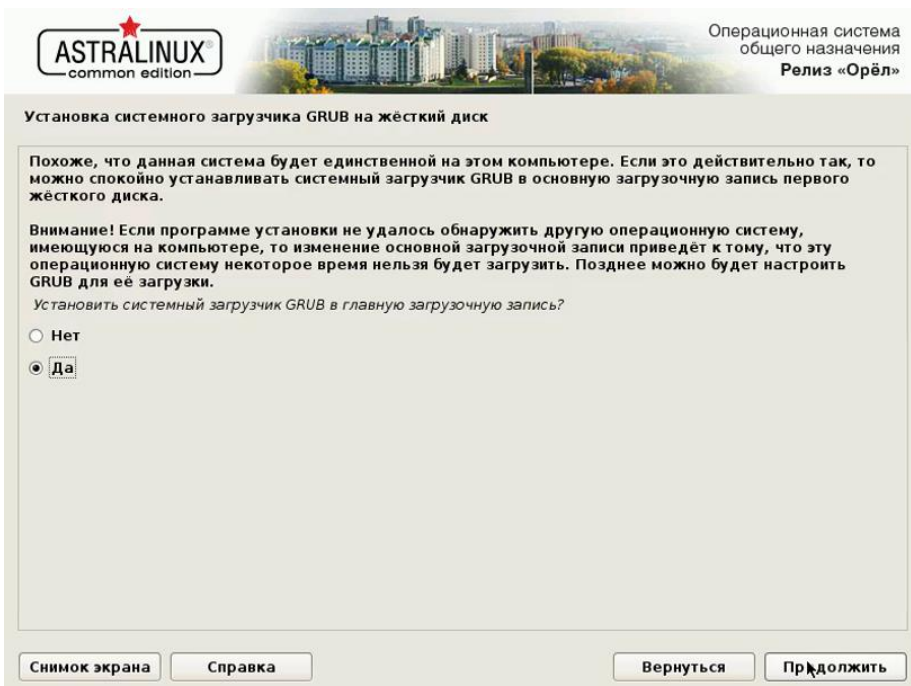 ASTRALINUX®
common edition
Операционная система
общего назначения
Релиз «Орёл»
Установка системного загрузчика GRUB на жёсткий диск
Похоже, что данная система будет единственной на этом компьютере. Если это действительно так, то
можно спокойно устанавливать системный загрузчик GRUB в основную загрузочную запись первого
жёсткого диска.
Внимание! Если программе установки не удалось обнаружить другую операционную систему,
имеющуюся на компьютере, то изменение основной загрузочной записи приведёт к тому, что эту
операционную систему некоторое время нельзя будет загрузить. Позднее можно будет настроить
GRUB для её загрузки.
Установить системный загрузчик GRUB в главную загрузочную запись?
Нет
Да
Снимок экрана
Справка
Вернуться
Продолжить